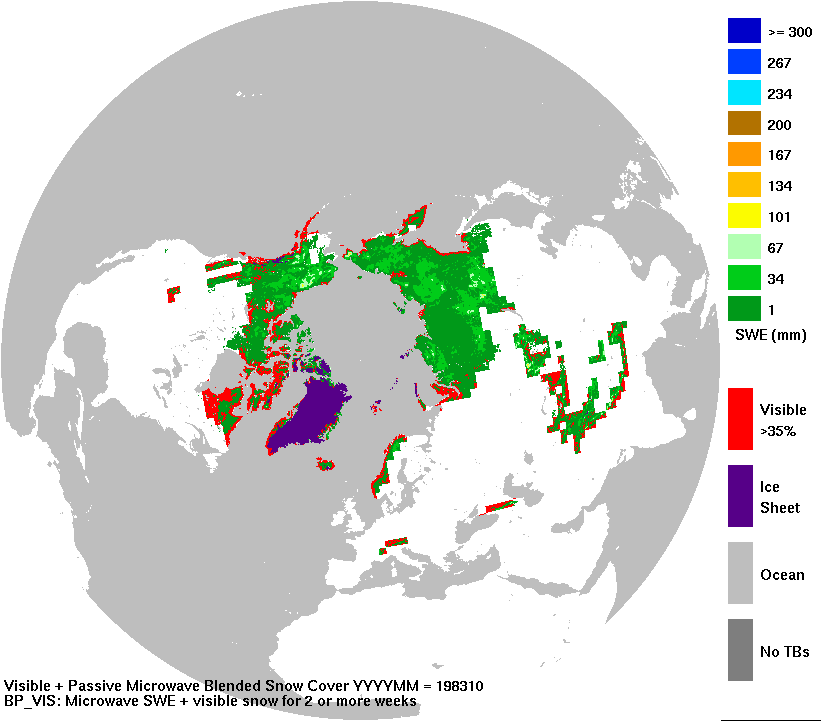 >= 300
267
234
200
167
134
101
67
34
1
SWE (mm)
Visible
>35%
Ice
Sheet
Ocean
No TBs
Visible + Passive Microwave Blended Snow Cover YYYYMM = 198310
BP_VIS: Microwave SWE + visible snow for 2 or more weeks